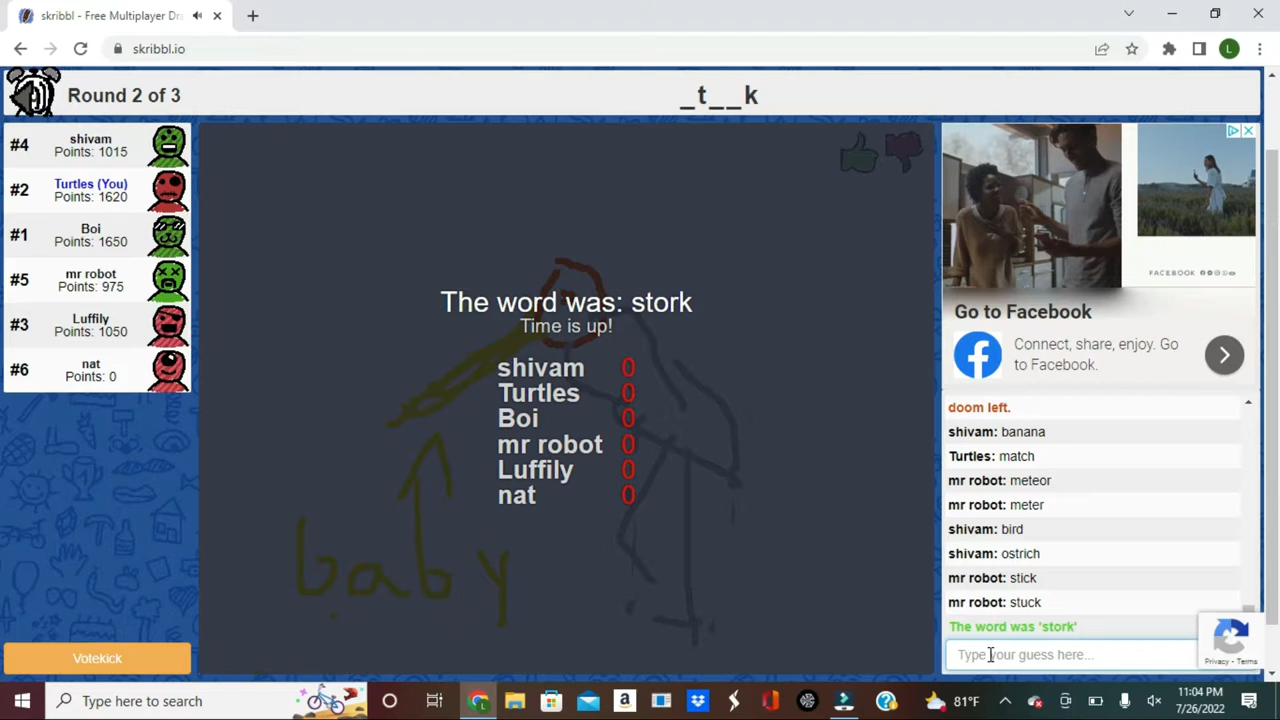 skribbl - Free Multiplayer Dra
skribbl.io
L
Round 2 of 3
_t__k
#4 shivam
Points: 1015
#2 Turtles (You)
Points: 1620
#1 Boi
Points: 1650
#5 mr robot
Points: 975
#3 Luffily
Points: 1050
#6 nat
Points: 0
Votekick
The word was: stork
Time is up!
shivam 0
Turtles 0
Boi 0
mr robot 0
Luffily 0
nat 0
baby
FACEBOOK
Go to Facebook
Connect, share, enjoy. Go
to Facebook.
doom left.
shivam: banana
Turtles: match
mr robot: meteor
mr robot: meter
shivam: bird
shivam: ostrich
mr robot: stick
mr robot: stuck
The word was 'stork'
Type your guess here...
Privacy - Terms
Type here to search
81°F
11:04 PM
7/26/2022